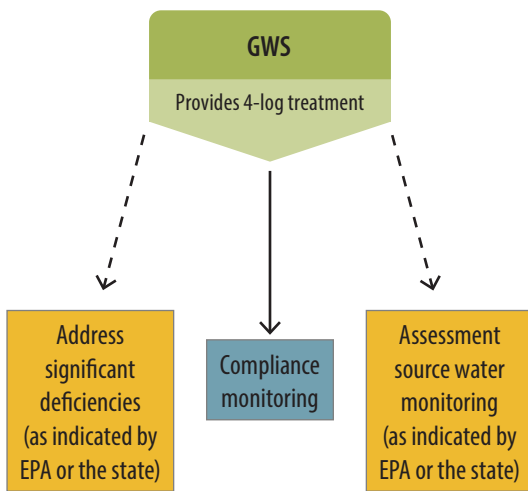 GWS
Provides 4-log treatment
Address
significant
deficiencies
(as indicated by
EPA or the state)
Compliance
monitoring
Assessment
source water
monitoring
(as indicated by
EPA or the state)